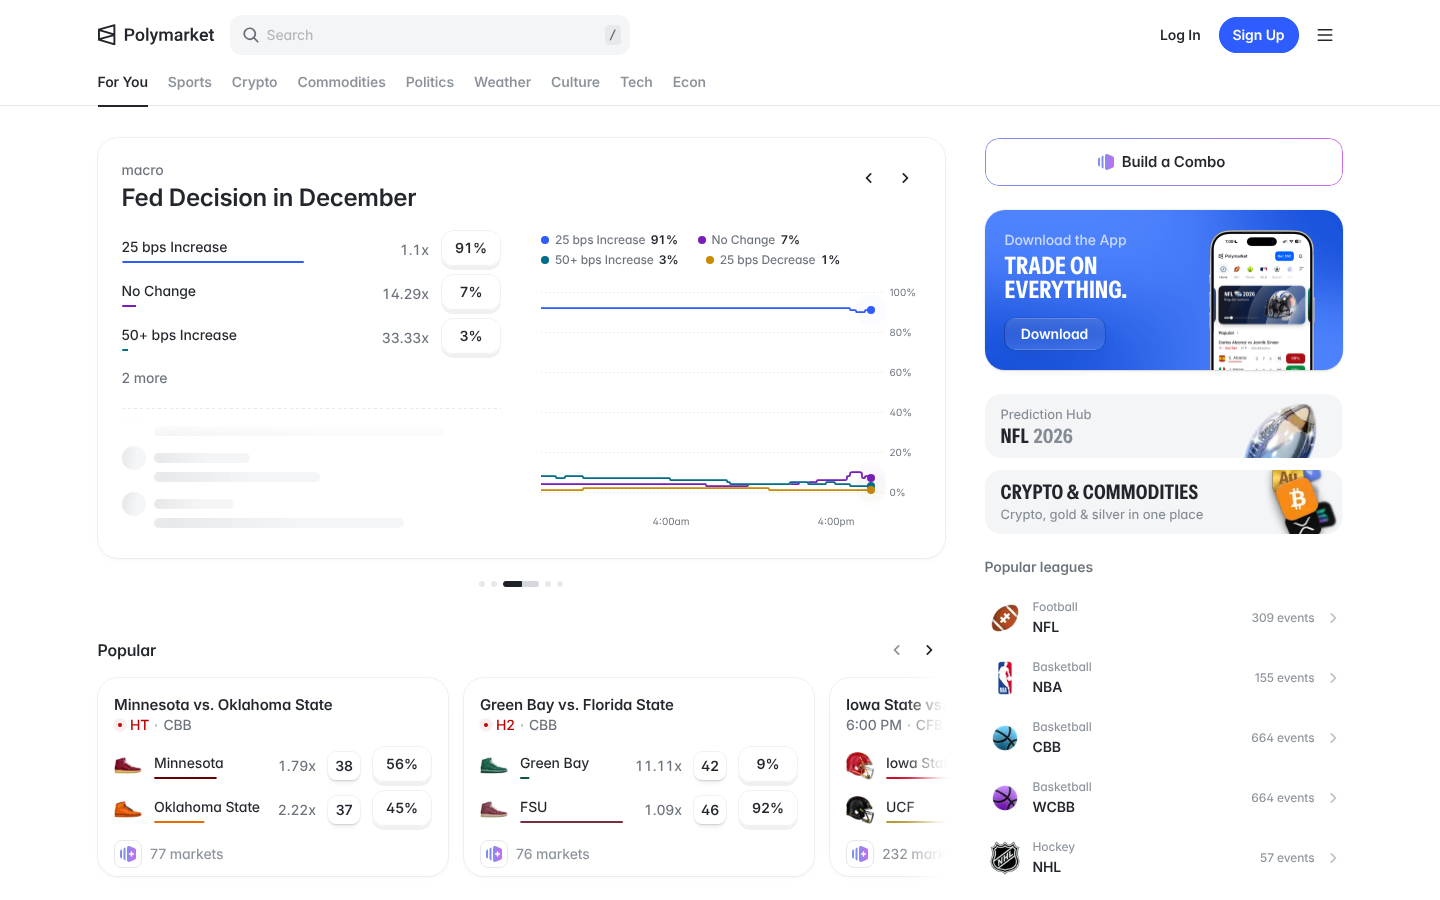 Polymarket
Search
/
Log In
Sign Up
For You
Sports
Crypto
Commodities
Politics
Weather
Culture
Tech
Econ
macro
Fed Decision in December
25 bps Increase 1.1x 91%
No Change 14.29x 7%
50+ bps Increase 33.33x 3%
2 more
25 bps Increase 91% No Change 7%
50+ bps Increase 3% 25 bps Decrease 1%
100%
80%
60%
40%
20%
0%
4:00am 4:00pm
Build a Combo
Download the App
TRADE ON
EVERYTHING.
Download
Polymarket
Prediction Hub
NFL 2026
CRYPTO & COMMODITIES
Crypto, gold & silver in one place
Au
Popular leagues
Football
NFL
309 events
Basketball
NBA
155 events
Basketball
CBB
664 events
Basketball
WCBB
664 events
Hockey
NHL
57 events
Popular
Minnesota vs. Oklahoma State
HT · CBB
Minnesota 1.79x 38 56%
Oklahoma State 2.22x 37 45%
77 markets
Green Bay vs. Florida State
H2 · CBB
Green Bay 11.11x 42 9%
FSU 1.09x 46 92%
76 markets
Iowa State vs.
6:00 PM · CFB
Iowa Stat
UCF
232 mark